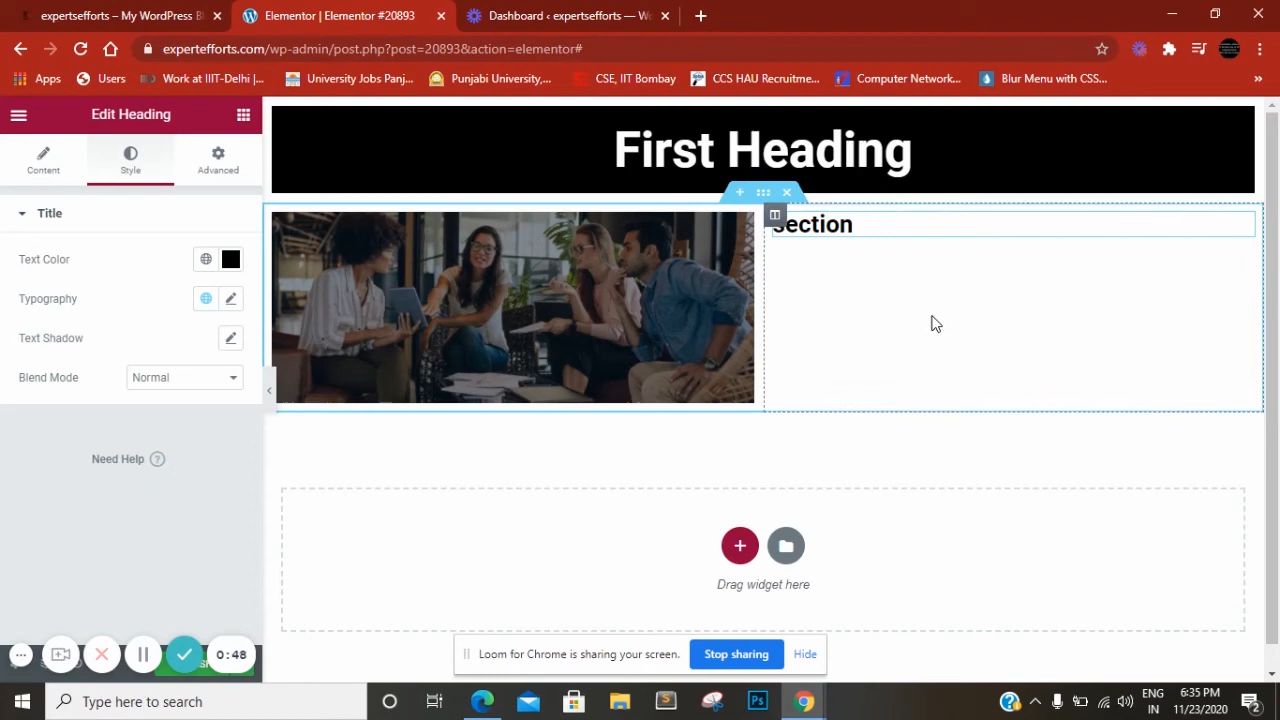 expertsefforts – My WordPress Bl
Elementor | Elementor #20893
Dashboard ‹ expertsefforts — Wo
expertefforts.com/wp-admin/post.php?post=20893&action=elementor#
Apps
Users
Work at IIIT-Delhi |...
University Jobs Panj...
Punjabi University,...
CSE, IIT Bombay
CCS HAU Recruitme...
Computer Network...
Blur Menu with CSS...
»
Edit Heading
Content
Style
Advanced
Title
Text Color
Typography
Text Shadow
Blend Mode
Normal
Need Help ?
First Heading
section
Drag widget here
0:48
Loom for Chrome is sharing your screen.
Stop sharing
Hide
Type here to search
Ps
ENG
IN
6:35 PM
11/23/2020
2